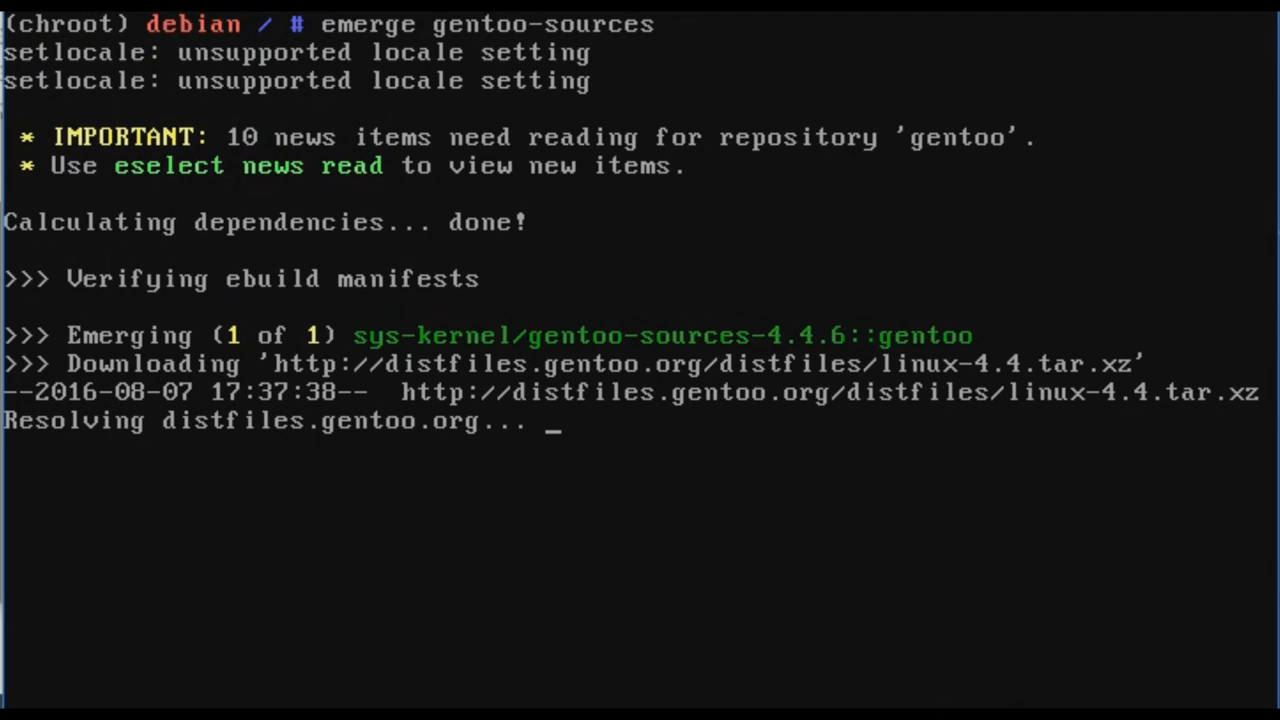 (chroot) debian / # emerge gentoo-sources
setlocale: unsupported locale setting
setlocale: unsupported locale setting
* IMPORTANT: 10 news items need reading for repository 'gentoo'.
* Use eselect news read to view new items.
Calculating dependencies... done!
>>> Verifying ebuild manifests
>>> Emerging (1 of 1) sys-kernel/gentoo-sources-4.4.6::gentoo
>>> Downloading 'http://distfiles.gentoo.org/distfiles/linux-4.4.tar.xz'
--2016-08-07 17:37:38--  http://distfiles.gentoo.org/distfiles/linux-4.4.tar.xz
Resolving distfiles.gentoo.org... _